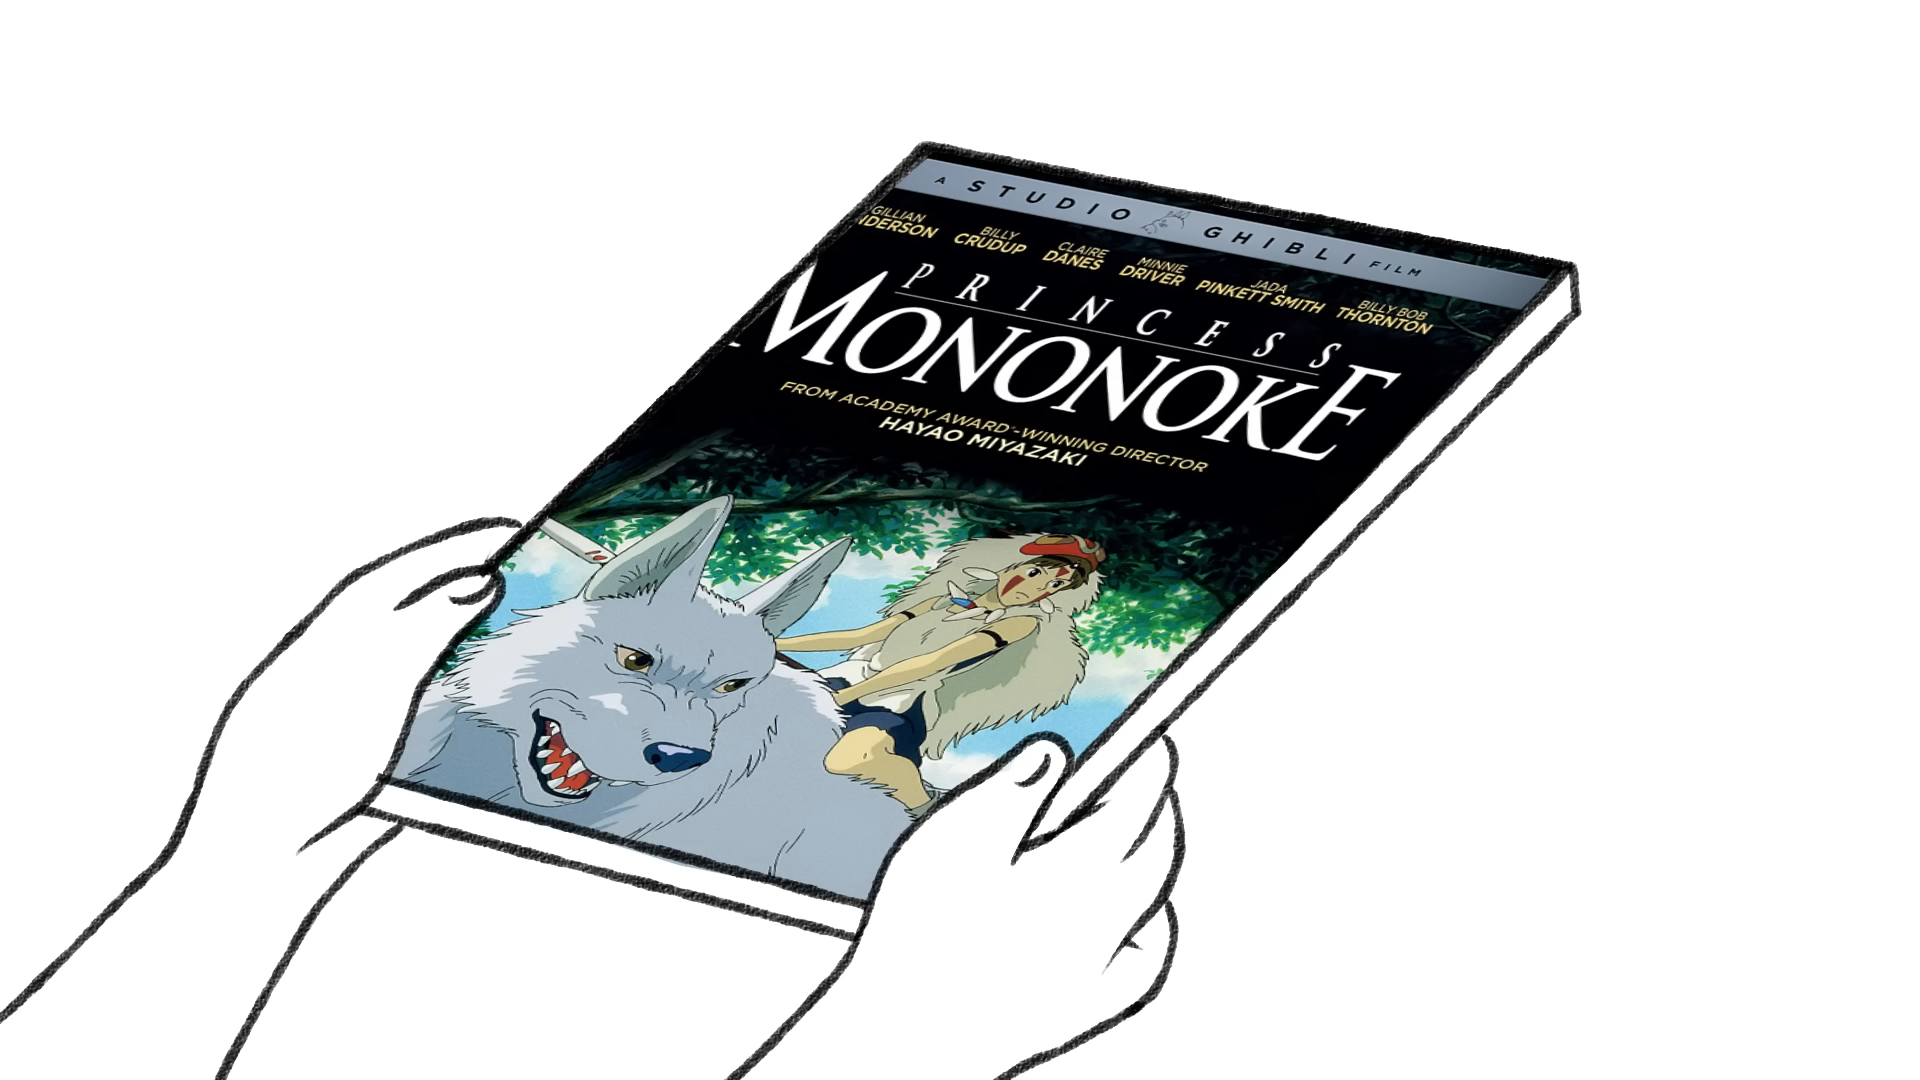 A STUDIO GHIBLI FILM
GILLIAN NDERSON BILLY CRUDUP CLAIRE DANES MINNIE DRIVER JADA PINKETT SMITH BILLY BOB THORNTON
PRINCESS
MONONOKE
FROM ACADEMY AWARD®-WINNING DIRECTOR
HAYAO MIYAZAKI